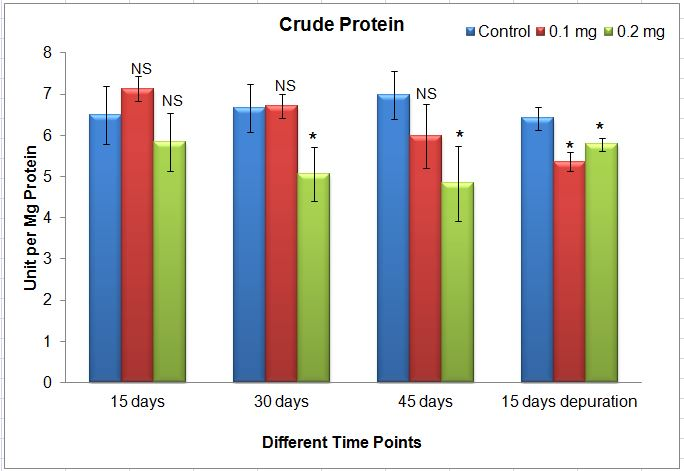 Crude Protein
Control 0.1 mg 0.2 mg
Unit per Mg Protein
8
7
6
5
4
3
2
1
0
NS
NS
NS
*
NS
*
*
*
15 days 30 days 45 days 15 days depuration
Different Time Points